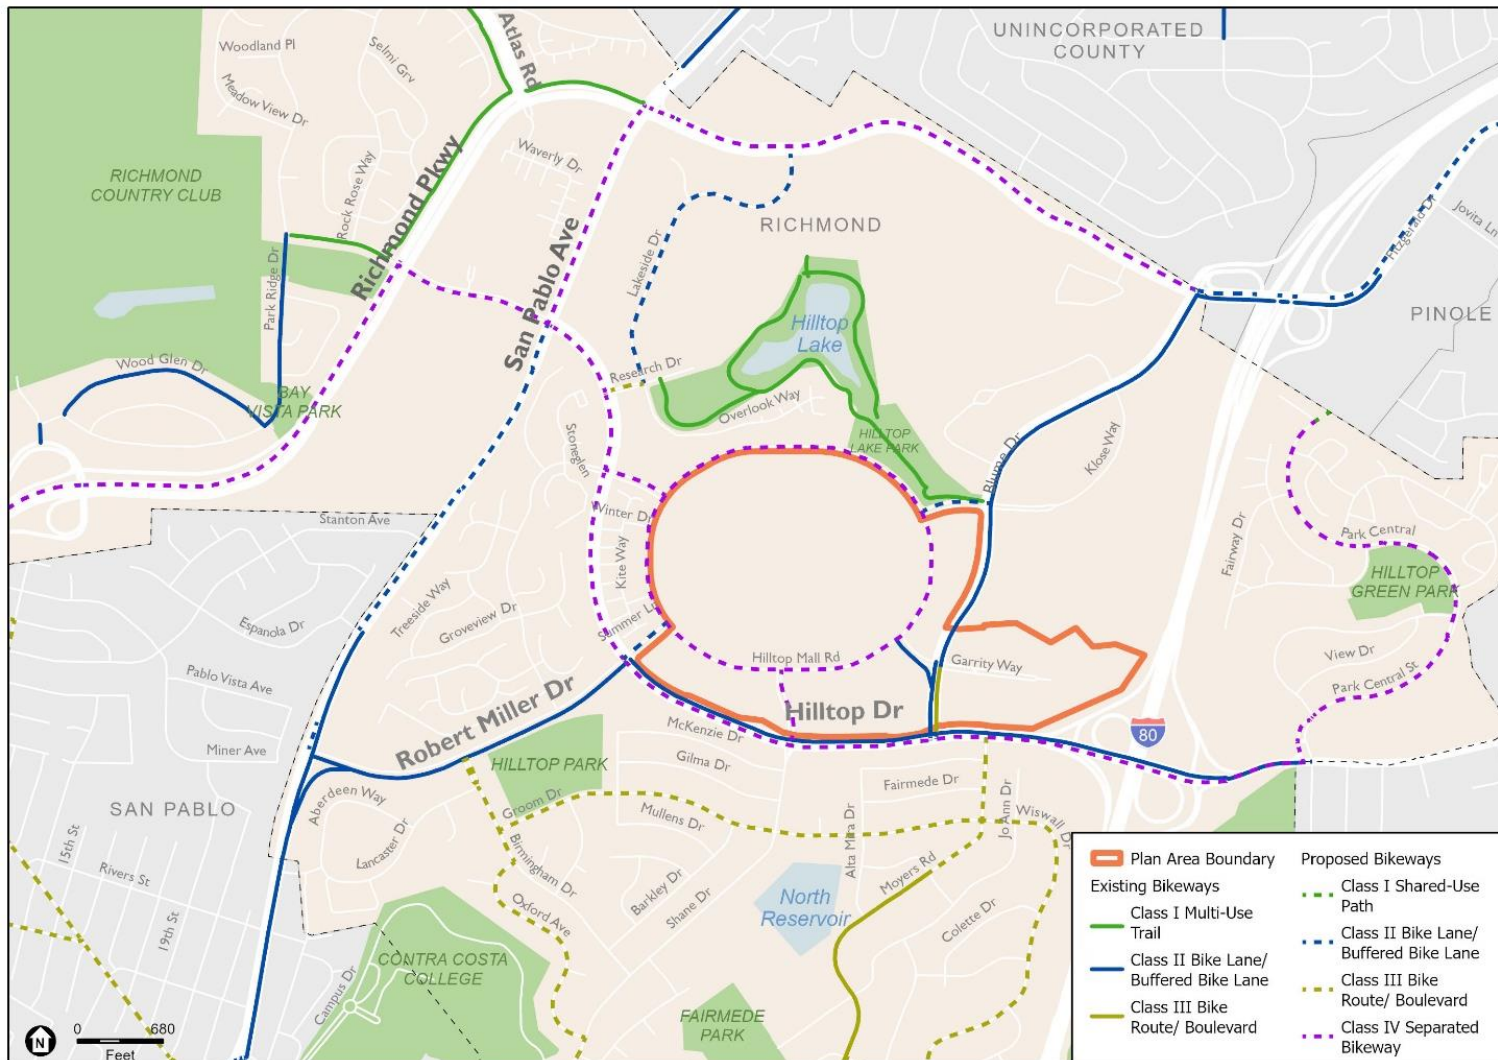 UNINCORPORATED
COUNTY
Woodland Pl
Selmi Grv
Atlas Rd
Meadow View Dr
Rock Rose Way
Waverly Dr
RICHMOND
COUNTRY CLUB
Richmond Pkwy
San Pablo Ave
RICHMOND
Jovita Ln
Fitzgerald Dr
Park Ridge Dr
Lakeside Dr
PINOLE
Hilltop
Lake
Wood Glen Dr
Research Dr
BAY
VISTA PARK
Overlook Way
HILLTOP
LAKE PARK
Stoneglen
Blume Dr
Klose Way
Stanton Ave
Winter Dr
Kite Way
Fairway Dr
Park Central
HILLTOP
GREEN PARK
Treeside Way
Groveview Dr
Summer Ln
Espanola Dr
Hilltop Mall Rd
Garrity Way
View Dr
Park Central St
Pablo Vista Ave
Robert Miller Dr
Hilltop Dr
McKenzie Dr
80
Miner Ave
HILLTOP PARK
Gilma Dr
Fairmede Dr
SAN PABLO
Aberdeen Way
Groom Dr
Mullens Dr
Jo Ann Dr
Wiswall Dr
Alta Mira Dr
15th St
Lancaster Dr
Birmingham Dr
Rivers St
Barkley Dr
Shane Dr
Moyers Rd
North
Reservoir
Oxford Ave
Colette Dr
19th St
CONTRA COSTA
COLLEGE
Campus Dr
FAIRMEDE
PARK
N
0 680
Feet
Plan Area Boundary
Existing Bikeways
Class I Multi-Use
Trail
Class II Bike Lane/
Buffered Bike Lane
Class III Bike
Route/ Boulevard
Proposed Bikeways
Class I Shared-Use
Path
Class II Bike Lane/
Buffered Bike Lane
Class III Bike
Route/ Boulevard
Class IV Separated
Bikeway